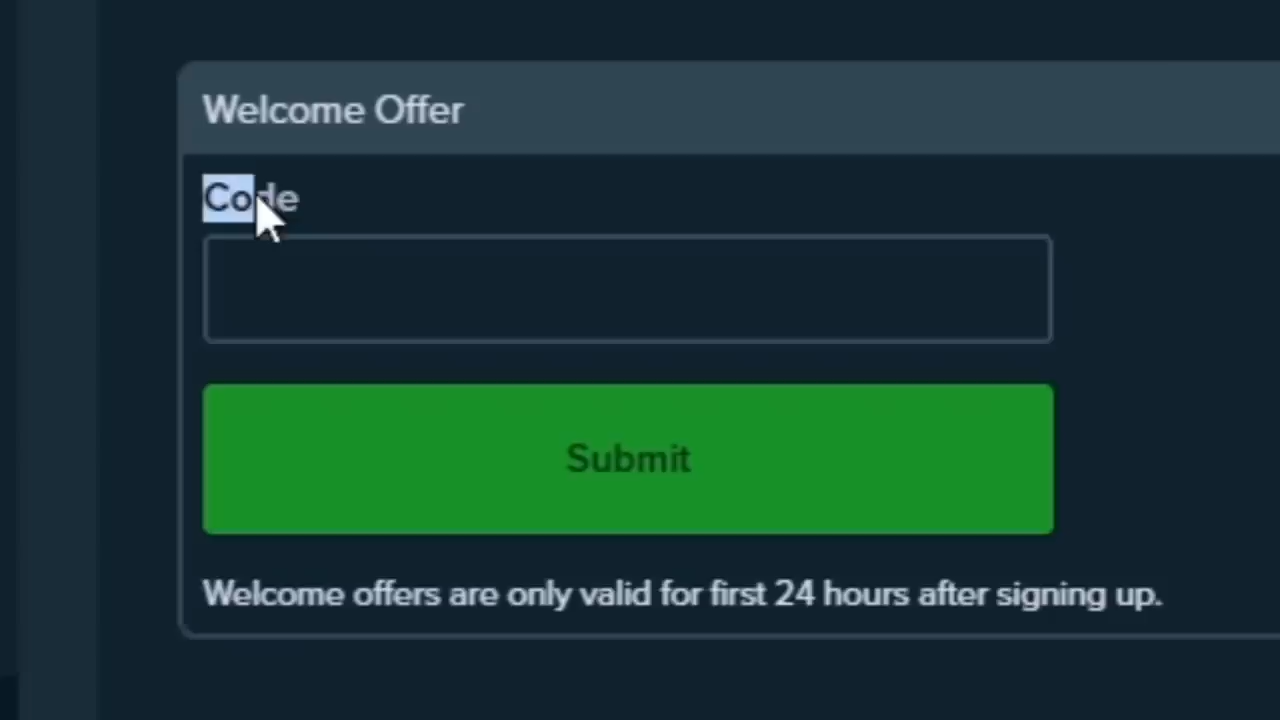 Welcome Offer
Code
Submit
Welcome offers are only valid for first 24 hours after signing up.